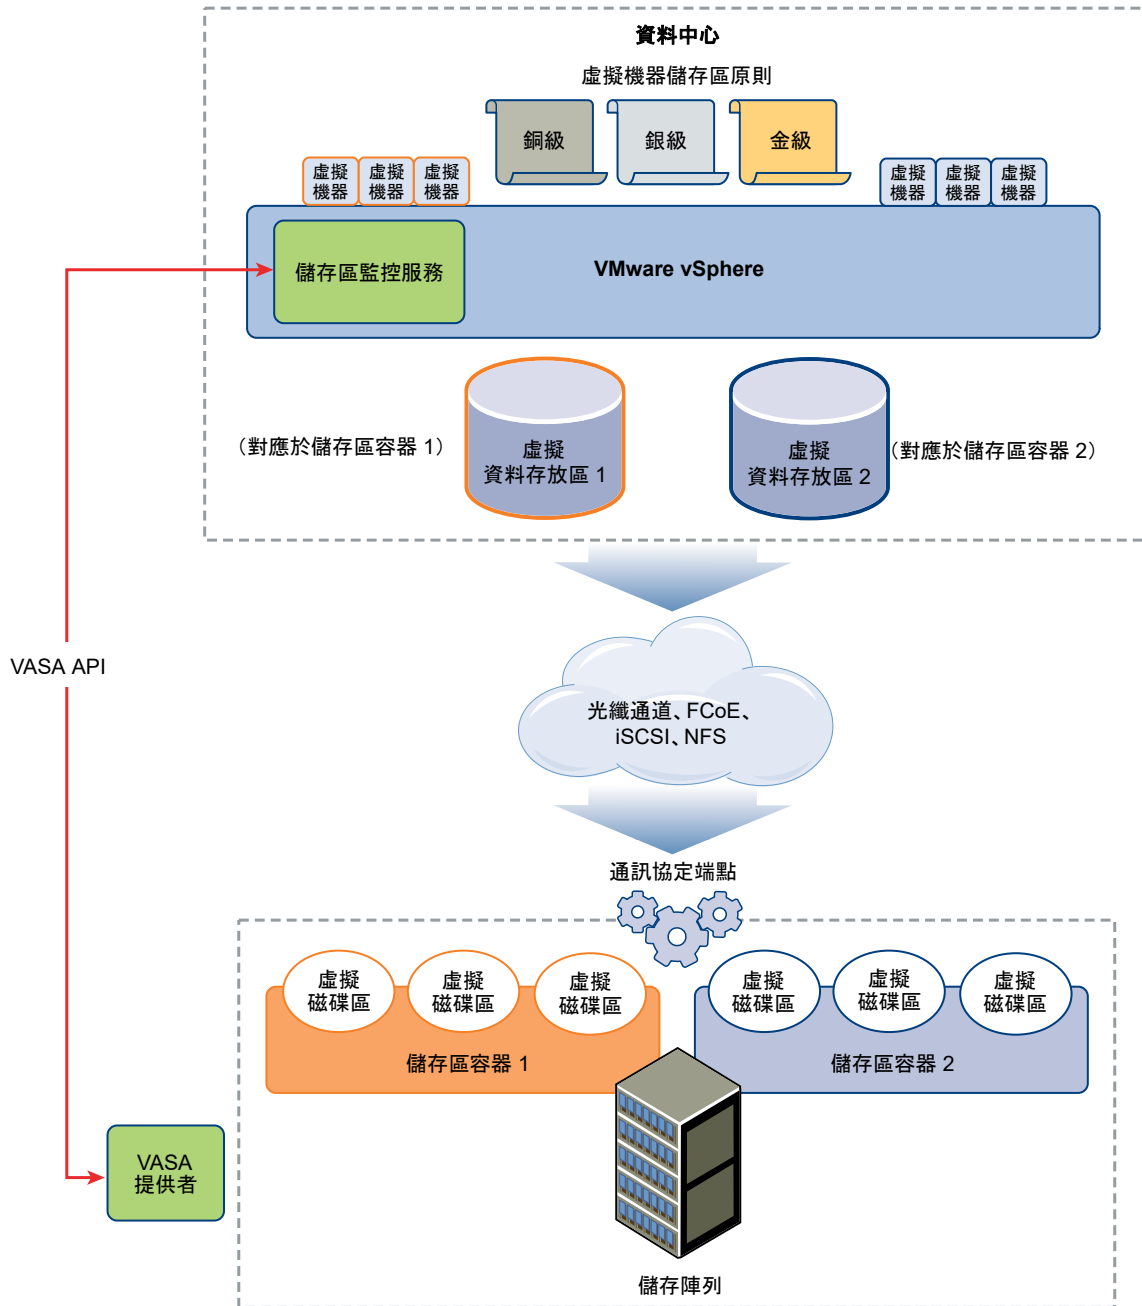 資料中心
虛擬機器儲存區原則
銅級
銀級
金級
虛擬
機器
虛擬
機器
虛擬
機器
虛擬
機器
虛擬
機器
虛擬
機器
儲存區監控服務
VMware vSphere
（對應於儲存區容器 1）
虛擬
資料存放區 1
虛擬
資料存放區 2
（對應於儲存區容器 2）
VASA API
光纖通道、FCoE、
iSCSI、NFS
通訊協定端點
虛擬
磁碟區
虛擬
磁碟區
虛擬
磁碟區
虛擬
磁碟區
虛擬
磁碟區
虛擬
磁碟區
儲存區容器 1
儲存區容器 2
VASA
提供者
儲存陣列